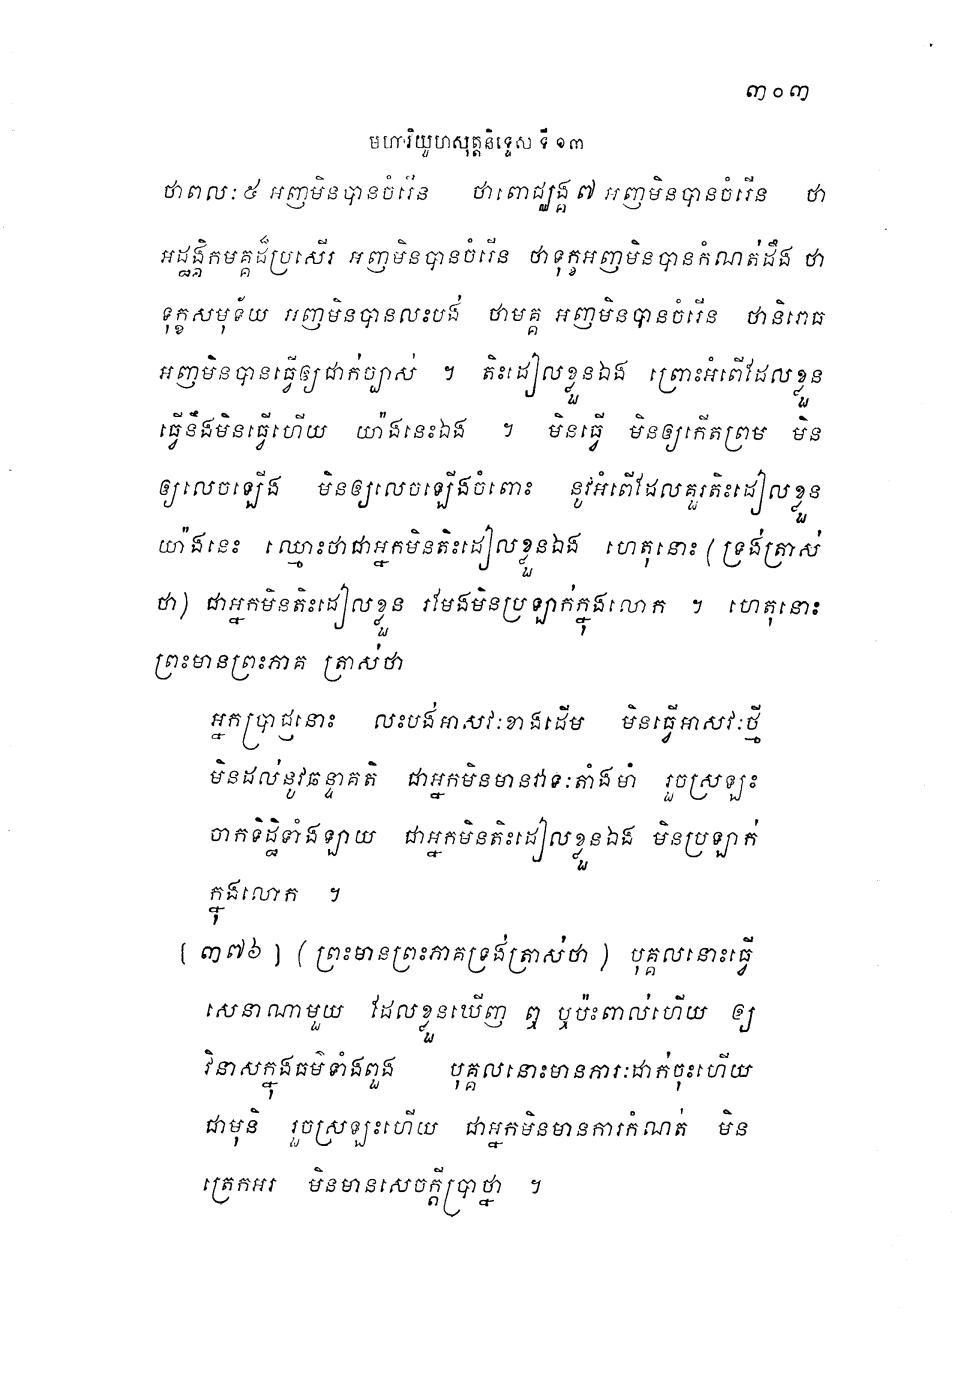 ៣០៣
មហារិយូហសុត្តនិទ្ទេស ទី ១៣
ថាពលៈ ៥ អញមិនបានចំរើន ថាពោជ្ឈង្គ ៧ អញមិនបានចំរើន ថា
អដ្ឋង្គិកមគ្គដ៏ប្រសើរ អញមិនបានចំរើន ថាទុក្ខអញមិនបានកំណត់ដឹង ថា
ទុក្ខសមុទ័យ អញមិនបានលះបង់ ថាមគ្គ អញមិនបានចំរើន ថានិរោធ
អញមិនបានធ្វើឲ្យជាក់ច្បាស់ ។ តិះដៀលខ្លួនឯង ព្រោះអំពើដែលខ្លួន
ធ្វើនឹងមិនធ្វើហើយ យ៉ាងនេះឯង ។ មិនធ្វើ មិនឲ្យកើតព្រម មិន
ឲ្យលេចឡើង មិនឲ្យលេចឡើងចំពោះ នូវអំពើដែលគួរតិះដៀលខ្លួន
យ៉ាងនេះ ឈ្មោះថាជាអ្នកមិនតិះដៀលខ្លួនឯង ហេតុនោះ (ទ្រង់ត្រាស់
ថា) ជាអ្នកមិនតិះដៀលខ្លួន រមែងមិនប្រឡាក់ក្នុងលោក ។ ហេតុនោះ
ព្រះមានព្រះភាគ ត្រាស់ថា
អ្នកប្រាជ្ញនោះ លះបង់អាសវៈខាងដើម មិនធ្វើអាសវៈថ្មី
មិនដល់នូវឆន្ទាគតិ ជាអ្នកមិនមានវាទៈតាំងមាំ រួចស្រឡះ
ចាកទិដ្ឋិទាំងឡាយ ជាអ្នកមិនតិះដៀលខ្លួនឯង មិនប្រឡាក់
ក្នុងលោក ។
[៣៧៦] (ព្រះមានព្រះភាគទ្រង់ត្រាស់ថា) បុគ្គលនោះធ្វើ
សេនាណាមួយ ដែលខ្លួនឃើញ ឮ ឬប៉ះពាល់ហើយ ឲ្យ
វិនាសក្នុងធម៌ទាំងពួង បុគ្គលនោះមានភារៈដាក់ចុះហើយ
ជាមុនិ រួចស្រឡះហើយ ជាអ្នកមិនមានការកំណត់ មិន
ត្រេកអរ មិនមានសេចក្តីប្រាថ្នា ។